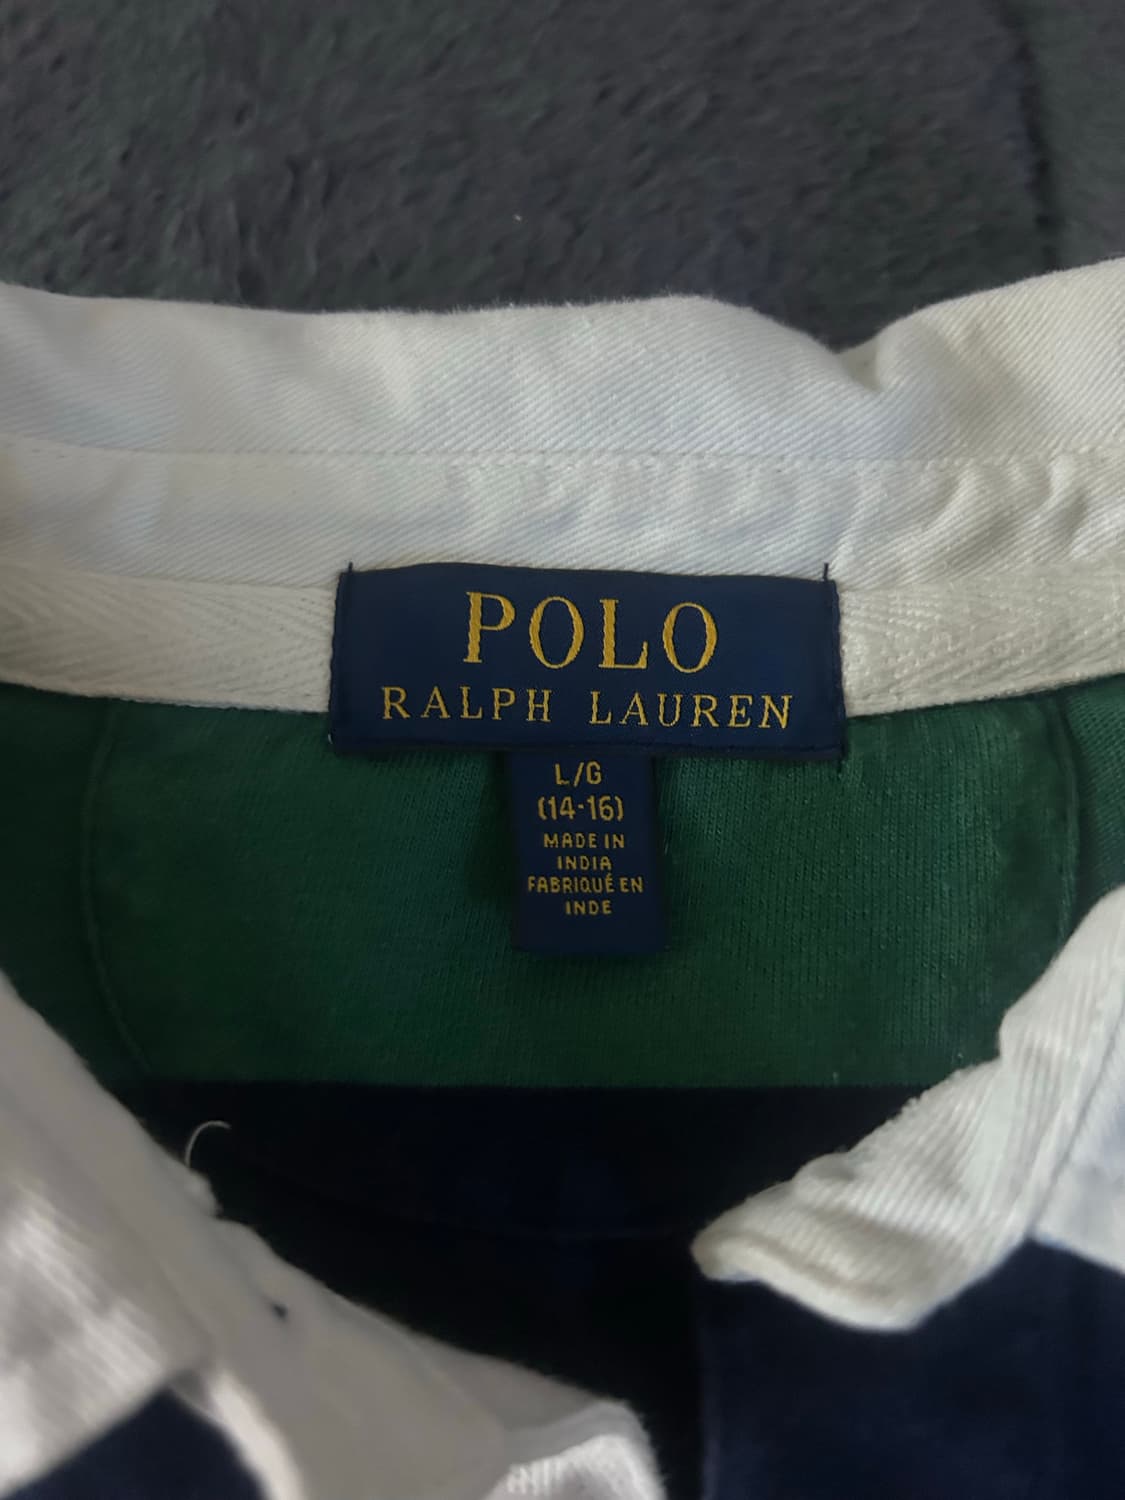 POLO
RALPH LAUREN
L/G
(14-16)
MADE IN
INDIA
FABRIQUÉ EN
INDE